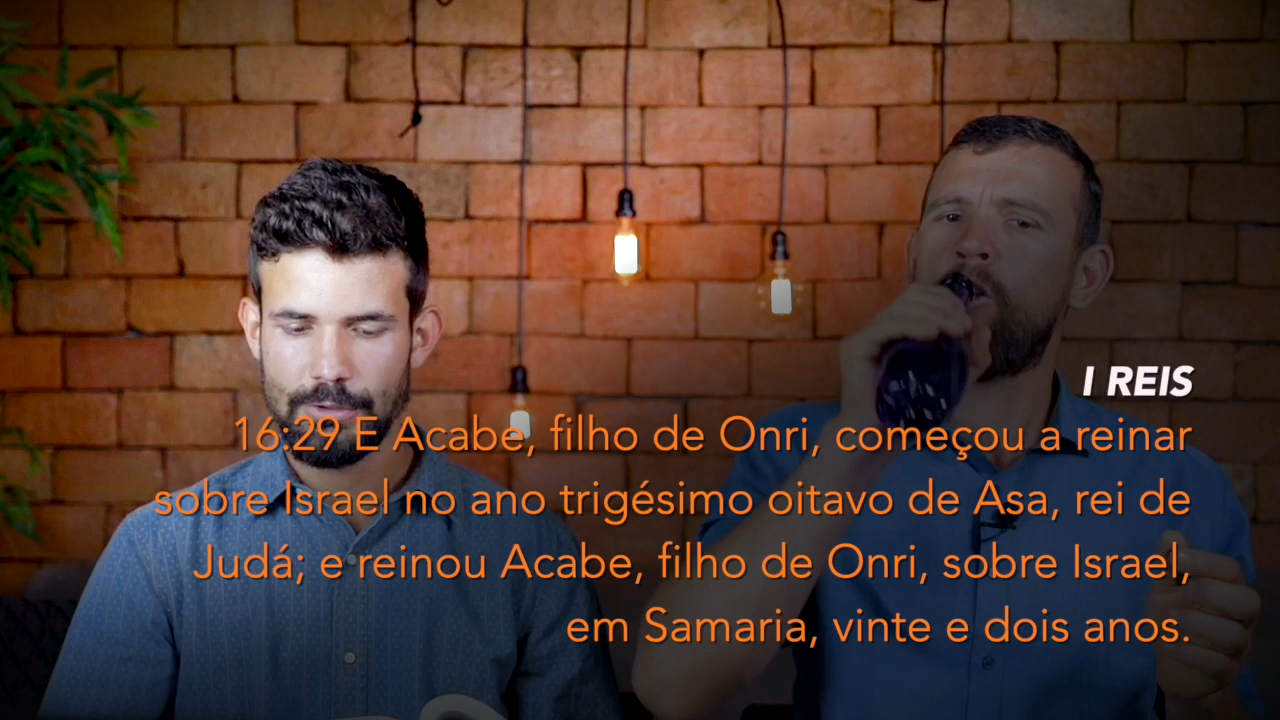 I REIS
16:29 E Acabe, filho de Onri, começou a reinar
sobre Israel no ano trigésimo oitavo de Asa, rei de
Judá; e reinou Acabe, filho de Onri, sobre Israel,
em Samaria, vinte e dois anos.